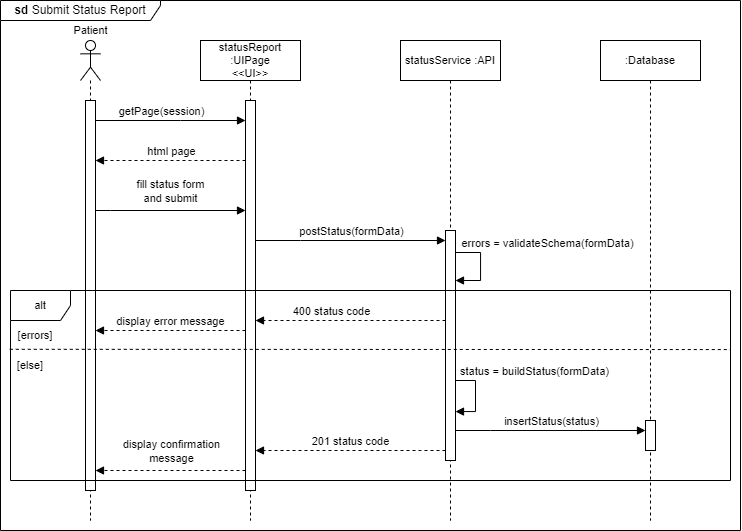 sd Submit Status Report
Patient
statusReport
:UIPage
<<UI>>
statusService :API
:Database
getPage(session)
html page
fill status form
and submit
postStatus(formData)
errors = validateSchema(formData)
alt
400 status code
display error message
[errors]
[else]
status = buildStatus(formData)
insertStatus(status)
201 status code
display confirmation
message